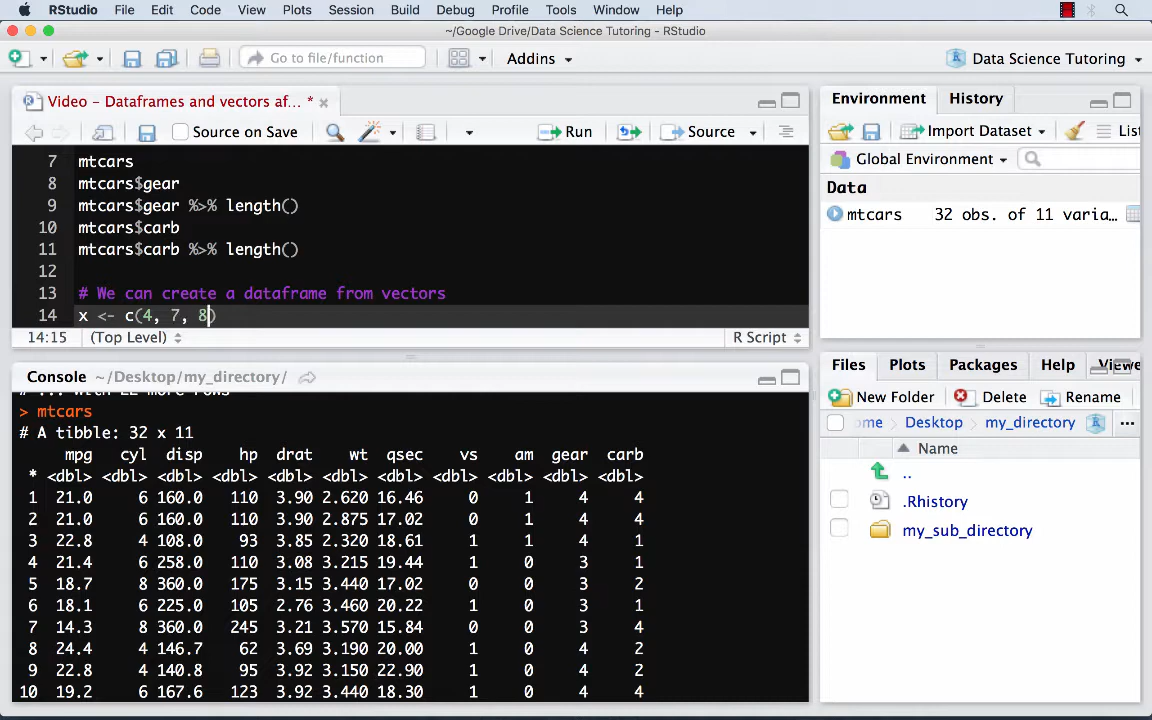 RStudio File Edit Code View Plots Session Build Debug Profile Tools Window Help
~/Google Drive/Data Science Tutoring - RStudio
Go to file/function Addins Data Science Tutoring
Video - Dataframes and vectors af... *
Source on Save Run Source
7 mtcars
8 mtcars$gear
9 mtcars$gear %>% length()
10 mtcars$carb
11 mtcars$carb %>% length()
12
13 # We can create a dataframe from vectors
14 x <- c(4, 7, 8)
14:15 (Top Level) R Script
Console ~/Desktop/my_directory/
> mtcars
# A tibble: 32 x 11
mpg cyl disp hp drat wt qsec vs am gear carb
* <dbl> <dbl> <dbl> <dbl> <dbl> <dbl> <dbl> <dbl> <dbl> <dbl> <dbl>
1 21.0 6 160.0 110 3.90 2.620 16.46 0 1 4 4
2 21.0 6 160.0 110 3.90 2.875 17.02 0 1 4 4
3 22.8 4 108.0 93 3.85 2.320 18.61 1 1 4 1
4 21.4 6 258.0 110 3.08 3.215 19.44 1 0 3 1
5 18.7 8 360.0 175 3.15 3.440 17.02 0 0 3 2
6 18.1 6 225.0 105 2.76 3.460 20.22 1 0 3 1
7 14.3 8 360.0 245 3.21 3.570 15.84 0 0 3 4
8 24.4 4 146.7 62 3.69 3.190 20.00 1 0 4 2
9 22.8 4 140.8 95 3.92 3.150 22.90 1 0 4 2
10 19.2 6 167.6 123 3.92 3.440 18.30 1 0 4 4
Environment History
Import Dataset Lis
Global Environment
Data
mtcars 32 obs. of 11 varia...
Files Plots Packages Help Viewe
New Folder Delete Rename
ome Desktop my_directory ...
Name
..
.Rhistory
my_sub_directory